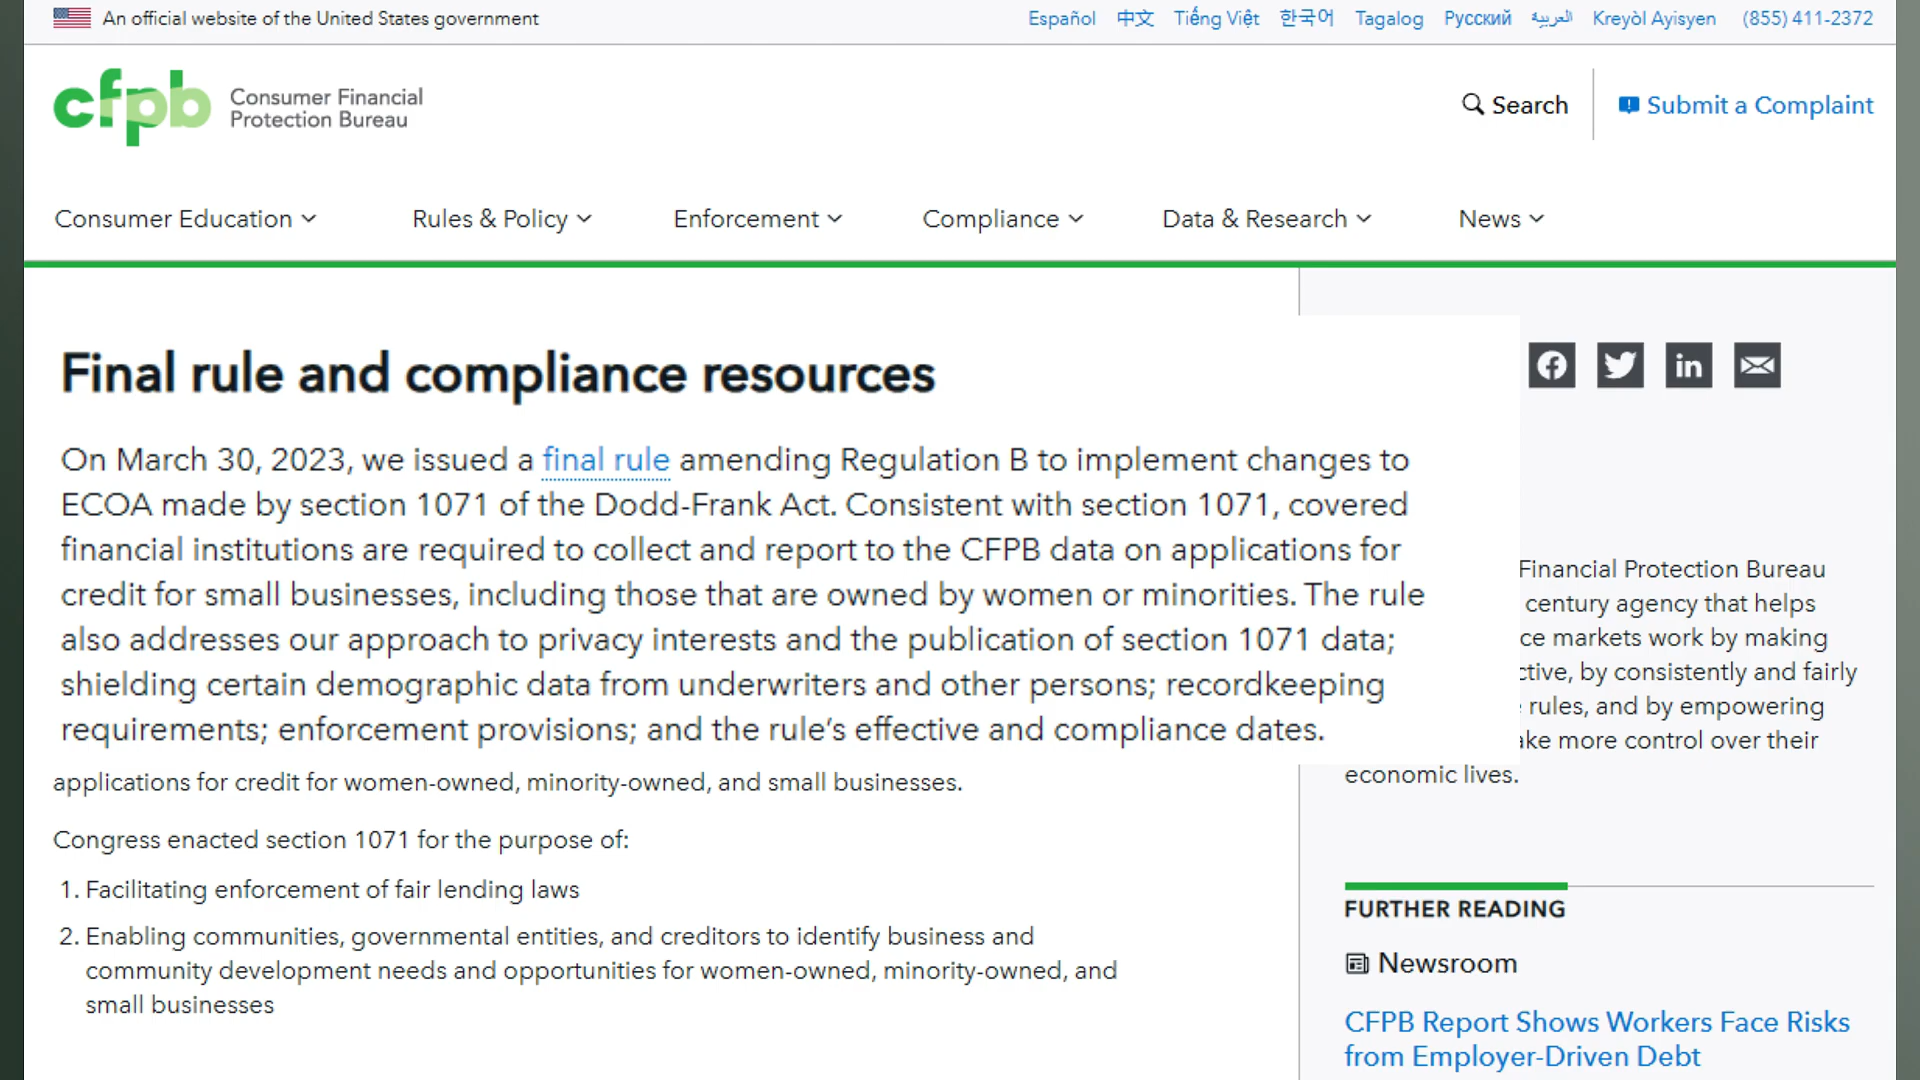 An official website of the United States government
Español 中文 Tiếng Việt 한국어 Tagalog Русский العربية Kreyòl Ayisyen (855) 411-2372
cfpb Consumer Financial
Protection Bureau
Search
Submit a Complaint
Consumer Education Rules & Policy Enforcement Compliance Data & Research News
Final rule and compliance resources
On March 30, 2023, we issued a final rule amending Regulation B to implement changes to
ECOA made by section 1071 of the Dodd-Frank Act. Consistent with section 1071, covered
financial institutions are required to collect and report to the CFPB data on applications for
credit for small businesses, including those that are owned by women or minorities. The rule
also addresses our approach to privacy interests and the publication of section 1071 data;
shielding certain demographic data from underwriters and other persons; recordkeeping
requirements; enforcement provisions; and the rule's effective and compliance dates.
applications for credit for women-owned, minority-owned, and small businesses.
Congress enacted section 1071 for the purpose of:
1. Facilitating enforcement of fair lending laws
2. Enabling communities, governmental entities, and creditors to identify business and
community development needs and opportunities for women-owned, minority-owned, and
small businesses
Financial Protection Bureau
century agency that helps
markets work by making
by consistently and fairly
rules, and by empowering
more control over their
economic lives.
FURTHER READING
Newsroom
CFPB Report Shows Workers Face Risks
from Employer-Driven Debt